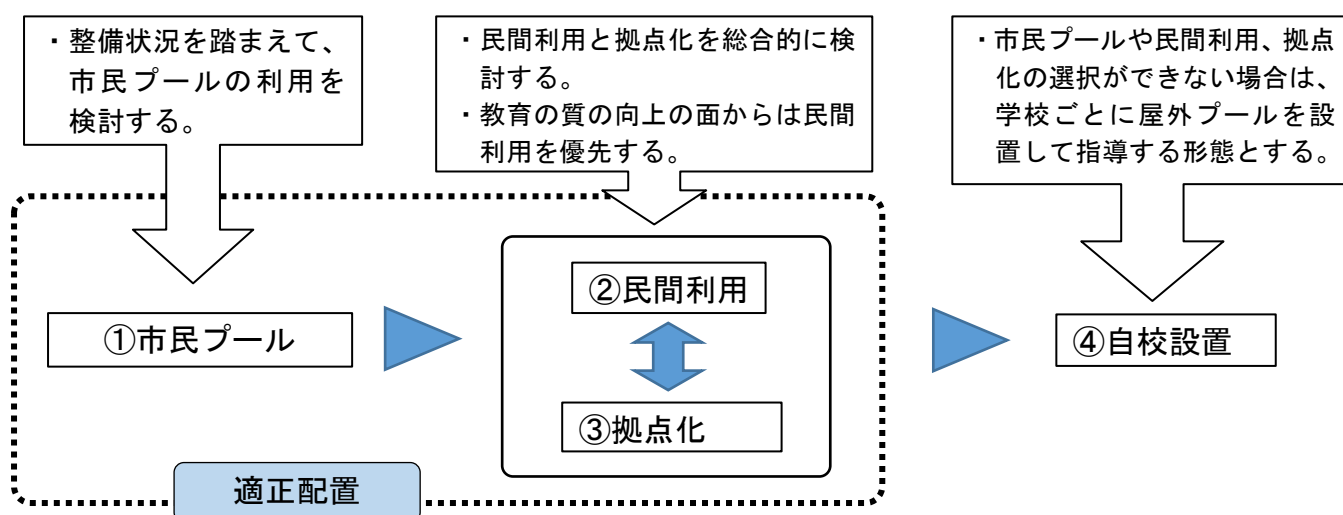 ・整備状況を踏まえて、
市民プールの利用を
検討する。
・民間利用と拠点化を総合的に検
討する。
・教育の質の向上の面からは民間
利用を優先する。
・市民プールや民間利用、拠点
化の選択ができない場合は、
学校ごとに屋外プールを設
置して指導する形態とする。
①市民プール
②民間利用
③拠点化
④自校設置
適正配置